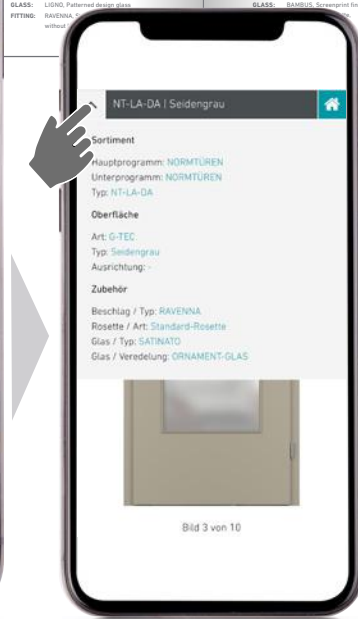 GLASS: LIGNO, Patterned design glass
FITTING: RAVENNA,
without
GLASS: BAMBUS, Screenprint
NT-LA-DA | Seidengrau
Sortiment
Hauptprogramm: NORMTÜREN
Unterprogramm: NORMTÜREN
Typ: NT-LA-DA
Oberfläche
Art: G-TEC
Typ: Seidengrau
Ausrichtung: -
Zubehör
Beschlag / Typ: RAVENNA
Rosette / Art: Standard-Rosette
Glas / Typ: SATINATO
Glas / Veredelung: ORNAMENT-GLAS
Bild 3 von 10